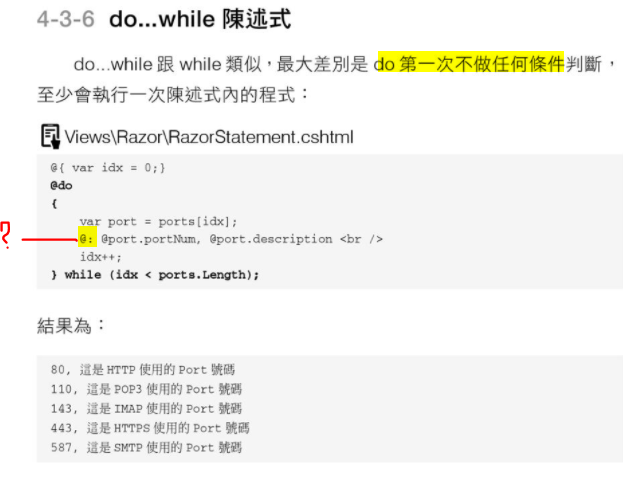 4-3-6 do...while 陳述式
do...while 跟 while 類似，最大差別是 do 第一次不做任何條件判斷，
至少會執行一次陳述式內的程式：
Views\Razor\RazorStatement.cshtml
@{ var idx = 0;}
@do
{
var port = ports[idx];
? @: @port.portNum, @port.description <br />
idx++;
} while (idx < ports.Length);
結果為：
80, 這是 HTTP 使用的 Port 號碼
110, 這是 POP3 使用的 Port 號碼
143, 這是 IMAP 使用的 Port 號碼
443, 這是 HTTPS 使用的 Port 號碼
587, 這是 SMTP 使用的 Port 號碼